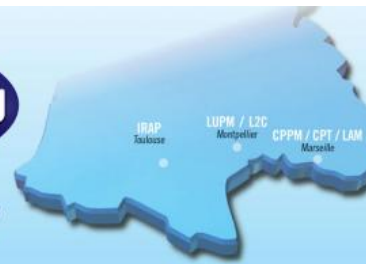 IRAP
Toulouse
LUPM / L2C
Montpellier
CPPM / CPT / LAM
Marseille